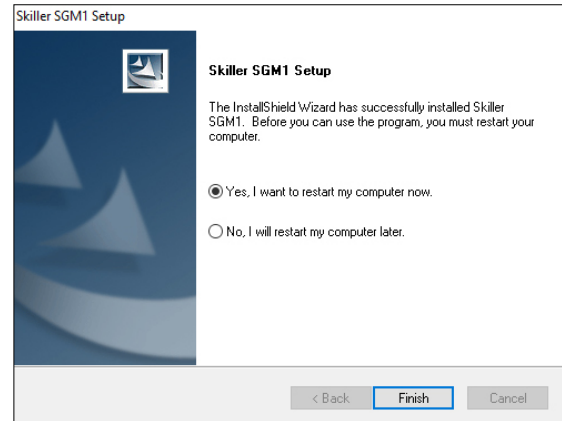 Skiller SGM1 Setup
Skiller SGM1 Setup
The InstallShield Wizard has successfully installed Skiller
SGM1.  Before you can use the program, you must restart your
computer.
Yes, I want to restart my computer now.
No, I will restart my computer later.
< Back
Finish
Cancel